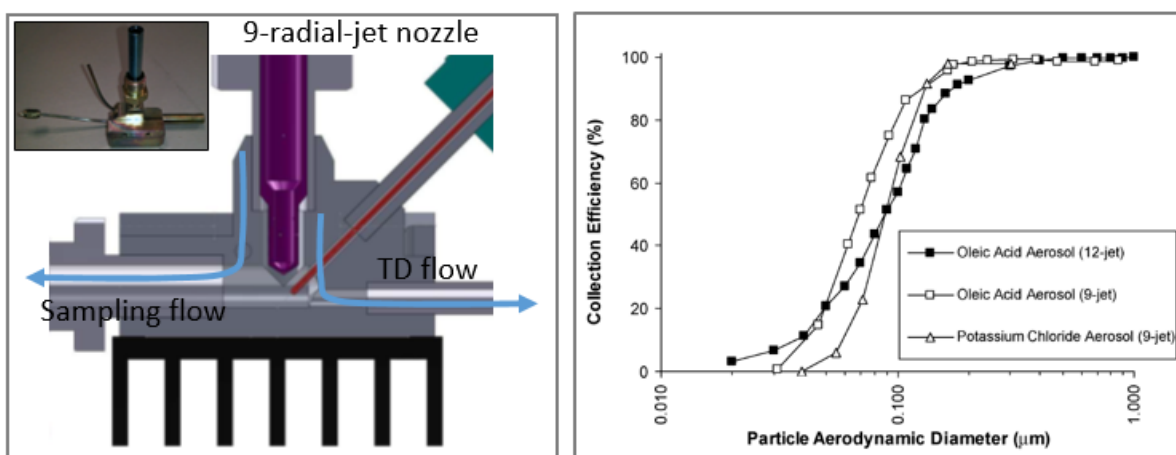 9-radial-jet nozzle
TD flow
Sampling flow
Collection Efficiency (%)
100
80
60
40
20
0
0.010
0.100
1.000
Particle Aerodynamic Diameter (μm)
Oleic Acid Aerosol (12-jet)
Oleic Acid Aerosol (9-jet)
Potassium Chloride Aerosol (9-jet)